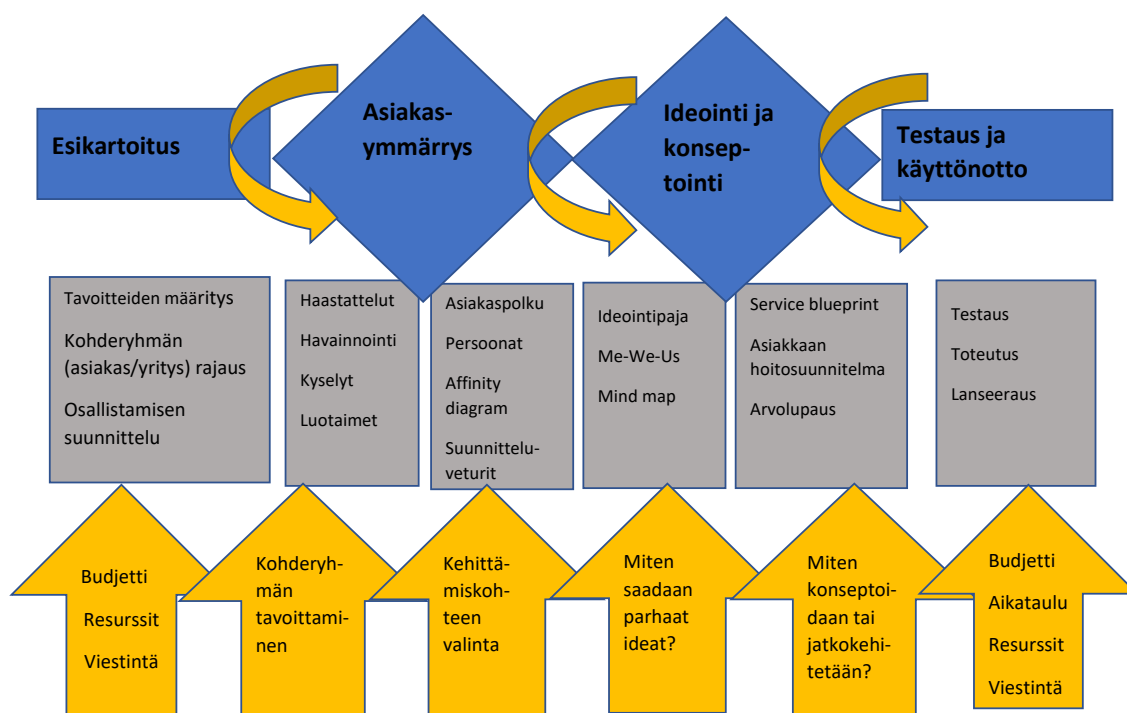 Esikartoitus
Asiakas-
ymmärrys
Ideointi ja
konsep-
tointi
Testaus ja
käyttönotto
Tavoitteiden määritys
Kohderyhmän
(asiakas/yritys) rajaus
Osallistamisen
suunnittelu
Haastattelut
Havainnointi
Kyselyt
Luotaimet
Asiakaspolku
Persoonat
Affinity
diagram
Suunnittelu-
veturit
Ideointipaja
Me-We-Us
Mind map
Service blueprint
Asiakkaan
hoitosuunnitelma
Arvolupaus
Testaus
Toteutus
Lanseeraus
Budjetti
Resurssit
Viestintä
Kohderyh-
män
tavoittami-
nen
Kehittä-
miskoh-
teen
valinta
Miten
saadaan
parhaat
ideat?
Miten
konseptoi-
daan tai
jatkokehi-
tetään?
Budjetti
Aikataulu
Resurssit
Viestintä